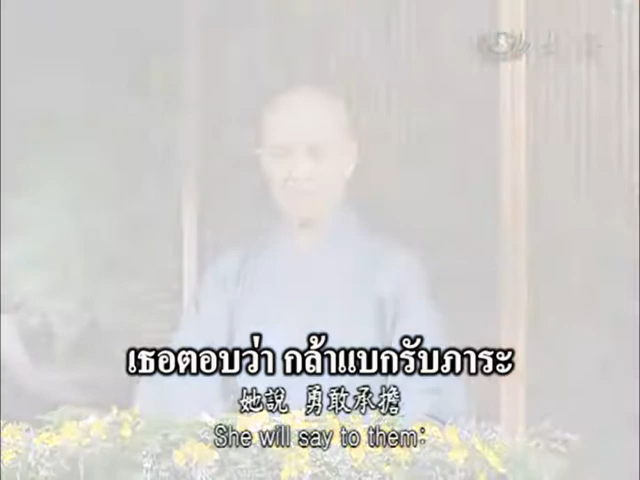 เธอตอบว่า กล้าแบกรับภาระ
她說 勇敢承擔
She will say to them: